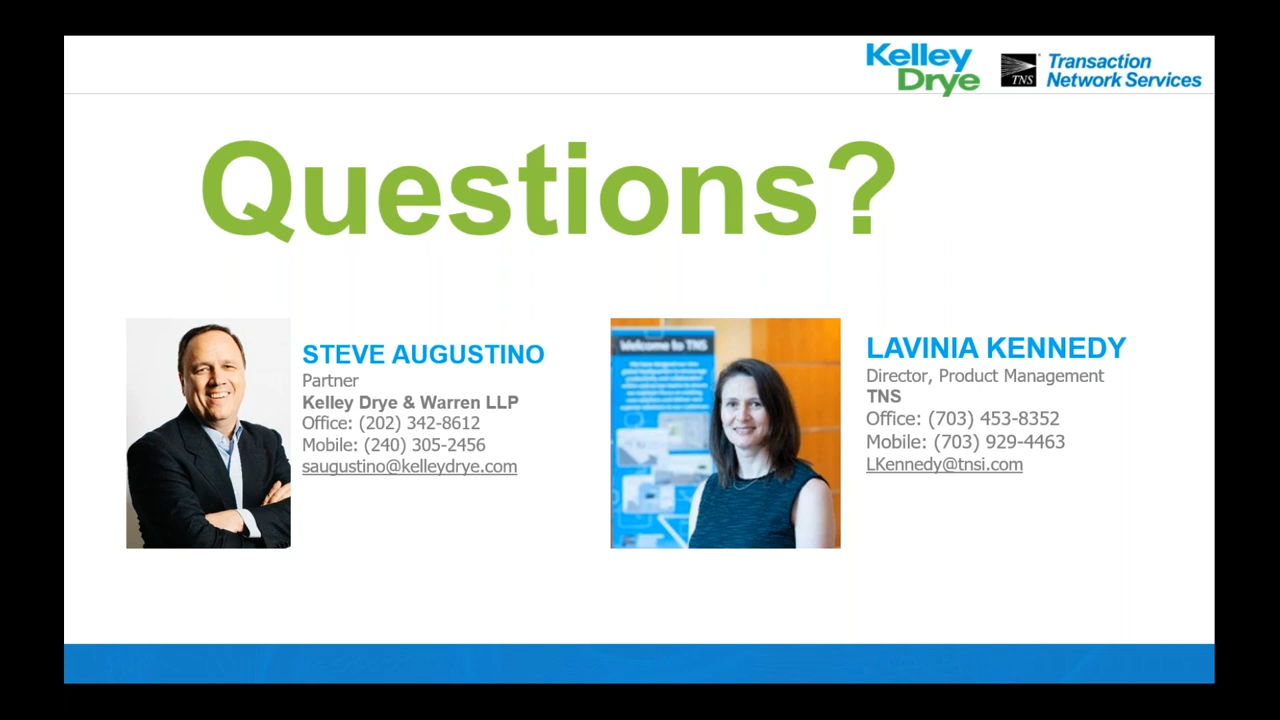 Kelley
Drye
TNS
Transaction
Network Services
Questions?
STEVE AUGUSTINO
Partner
Kelley Drye & Warren LLP
Office: (202) 342-8612
Mobile: (240) 305-2456
saugustino@kelleydrye.com
Welcome to TNS
LAVINIA KENNEDY
Director, Product Management
TNS
Office: (703) 453-8352
Mobile: (703) 929-4463
LKennedy@tnsi.com